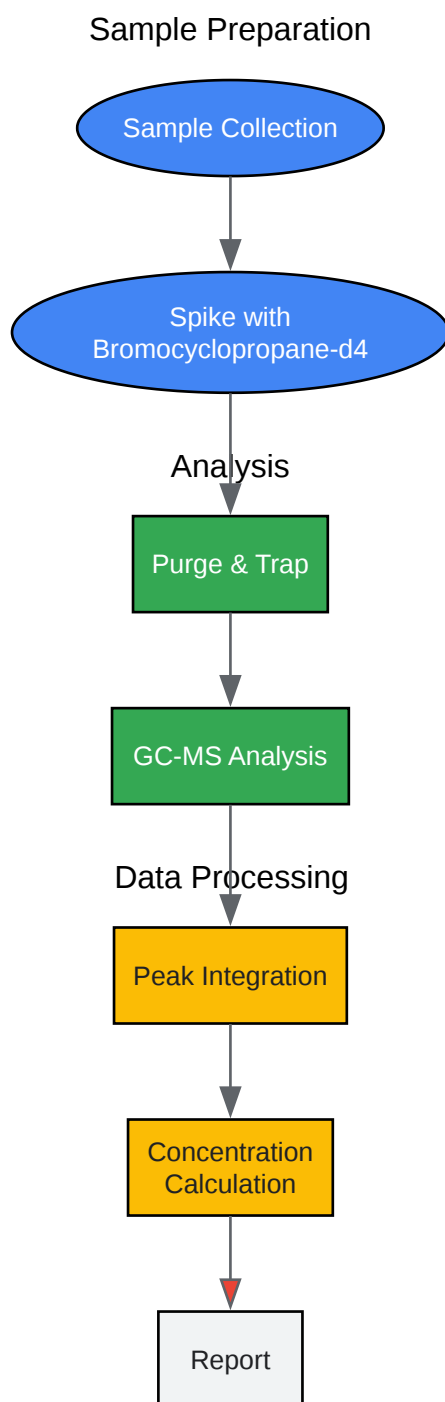 Sample Preparation
Sample Collection
Spike with
Bromocyclopropane-d4
Analysis
Purge & Trap
GC-MS Analysis
Data Processing
Peak Integration
Concentration
Calculation
Report